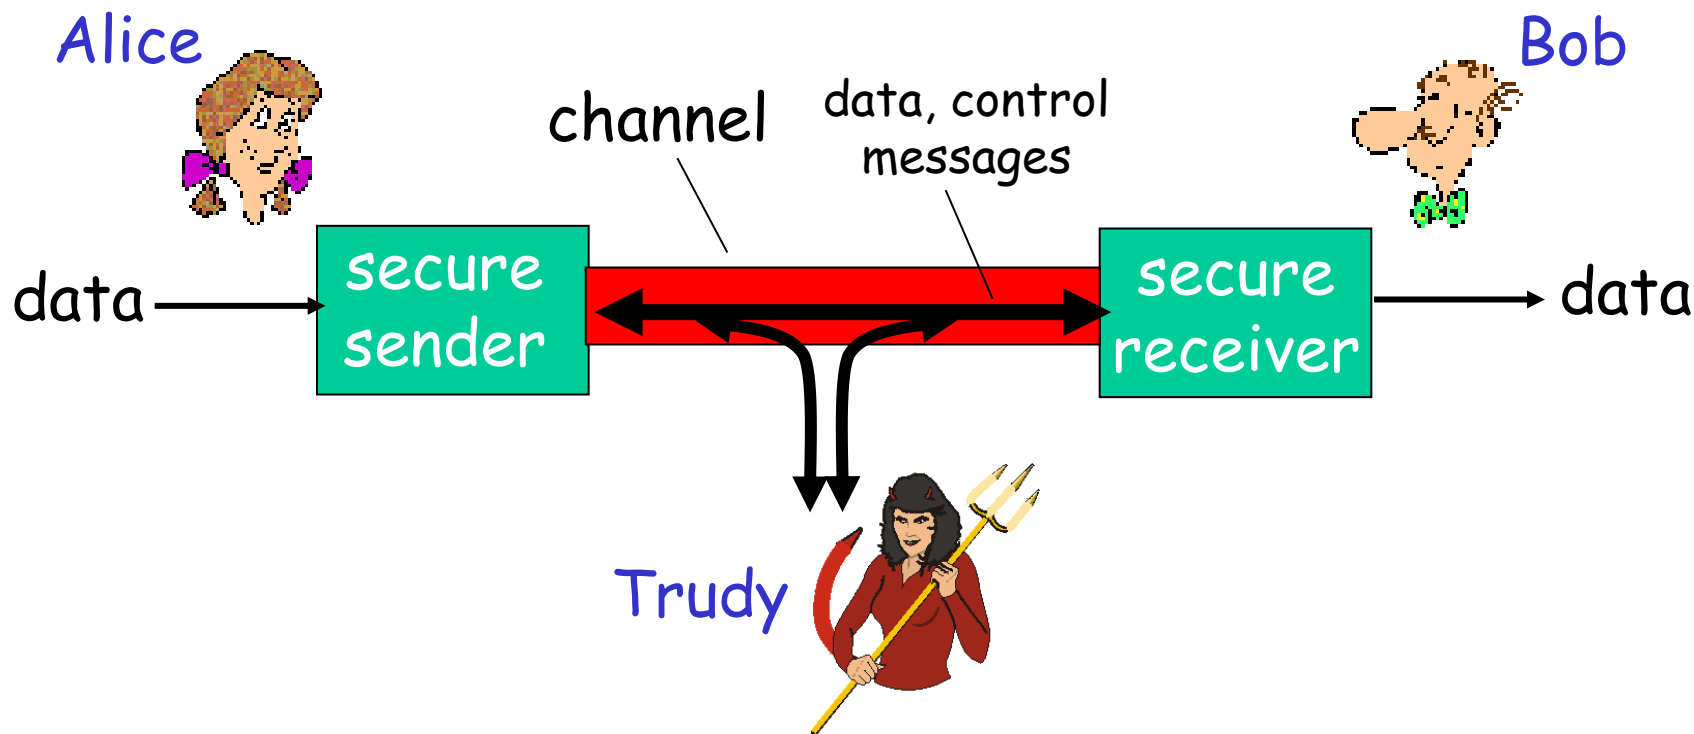 Alice
Bob
channel
data, control
messages
data
secure
sender
secure
receiver
data
Trudy